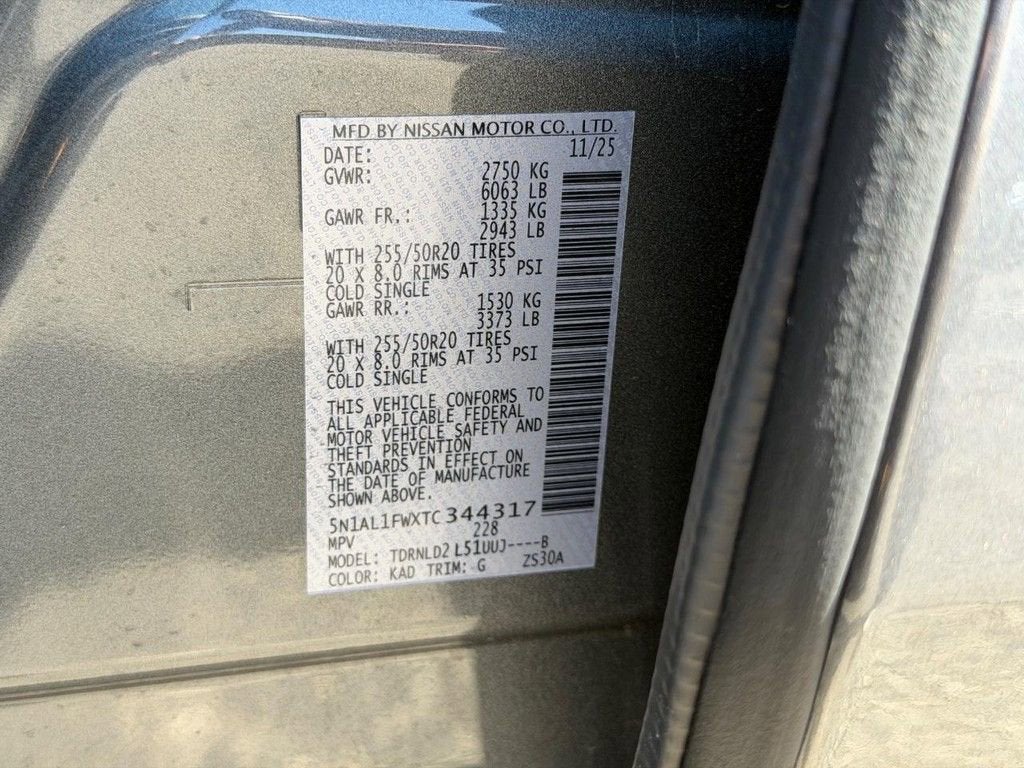 MFD BY NISSAN MOTOR CO., LTD.
DATE: 11/25
GVWR: 2750 KG
6063 LB
GAWR FR.: 1335 KG
2943 LB
WITH 255/50R20 TIRES
20 X 8.0 RIMS AT 35 PSI
COLD SINGLE
GAWR RR.: 1530 KG
3373 LB
WITH 255/50R20 TIRES
20 X 8.0 RIMS AT 35 PSI
COLD SINGLE
THIS VEHICLE CONFORMS TO
ALL APPLICABLE FEDERAL
MOTOR VEHICLE SAFETY AND
THEFT PREVENTION
STANDARDS IN EFFECT ON
THE DATE OF MANUFACTURE
SHOWN ABOVE.
5N1AL1FWXTC344317
MPV 228
MODEL: TDRNLD2 L51UUJ----B
COLOR: KAD TRIM: G ZS30A